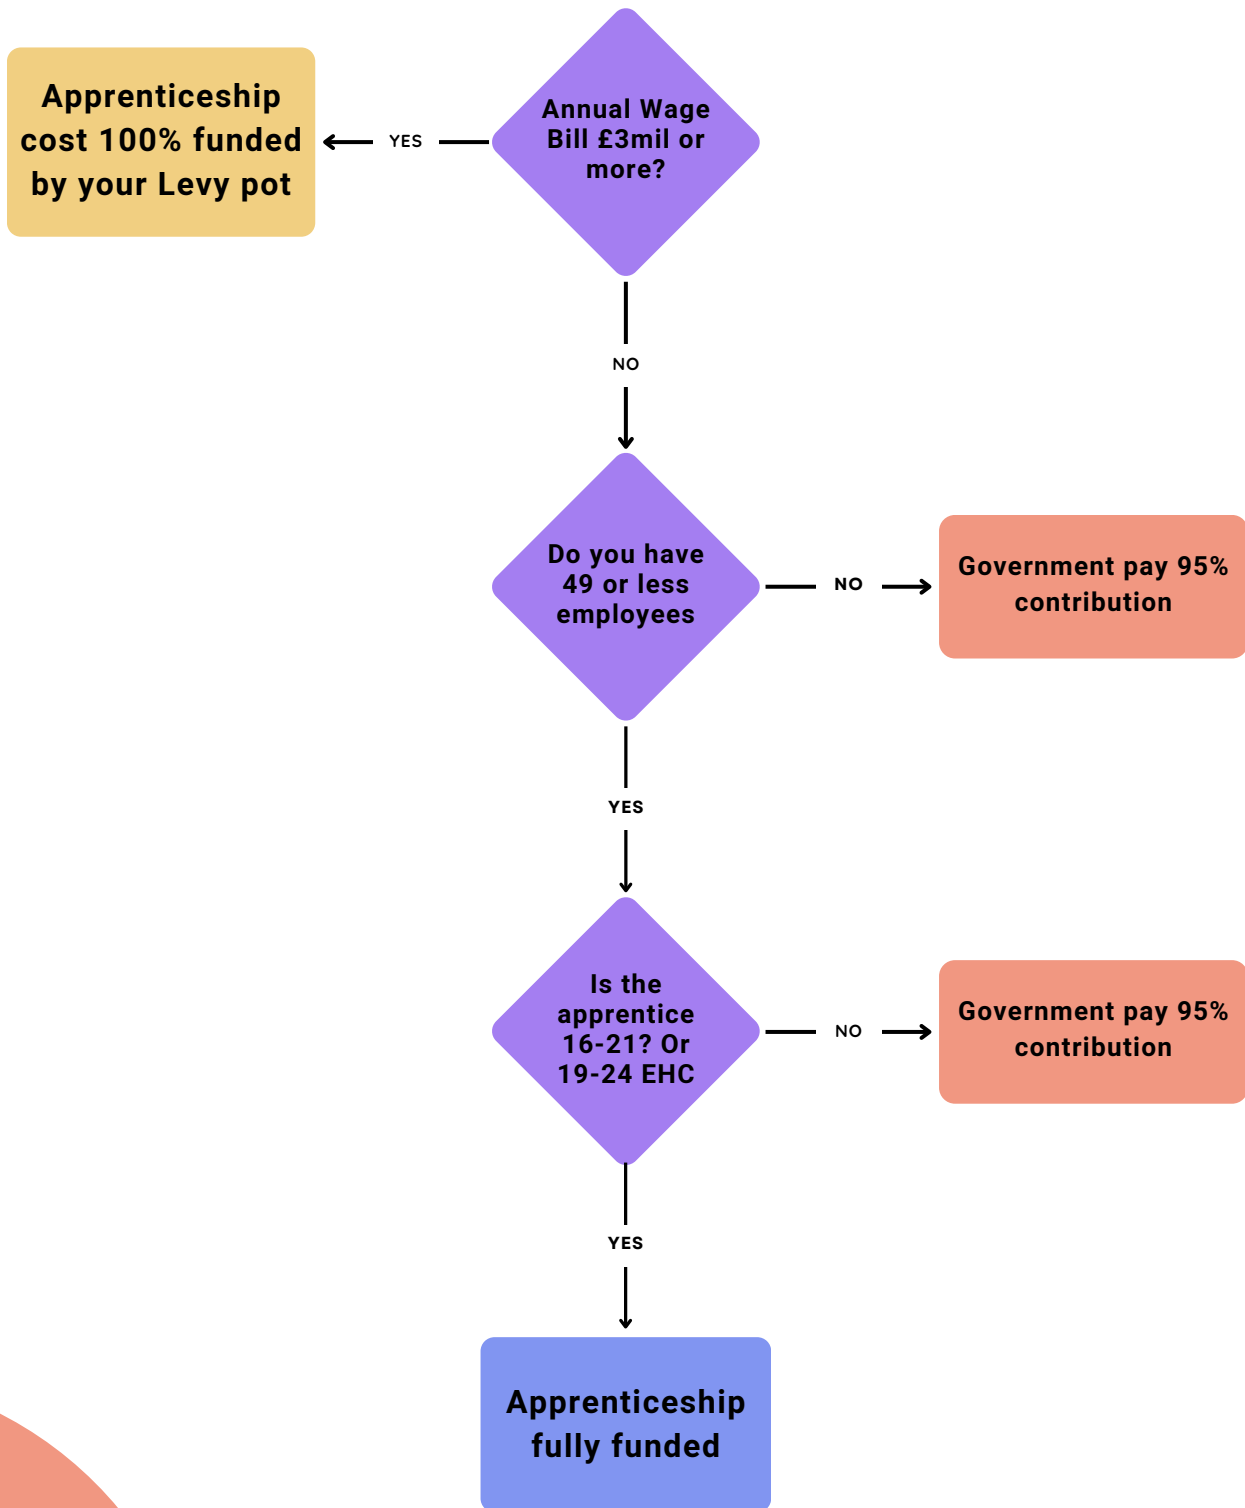 Annual Wage
Bill £3mil or
more?
YES
Apprenticeship
cost 100% funded
by your Levy pot
NO
Do you have
49 or less
employees
NO
Government pay 95%
contribution
YES
Is the
apprentice
16-21? Or
19-24 EHC
NO
Government pay 95%
contribution
YES
Apprenticeship
fully funded